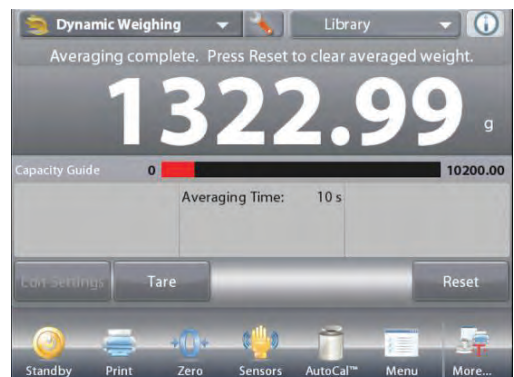 Dynamic Weighing Library
Averaging complete. Press Reset to clear averaged weight.
1322.99 g
Capacity Guide 0 10200.00
Averaging Time: 10 s
Edit Settings Tare Reset
Standby Print Zero Sensors AutoCal™ Menu More...